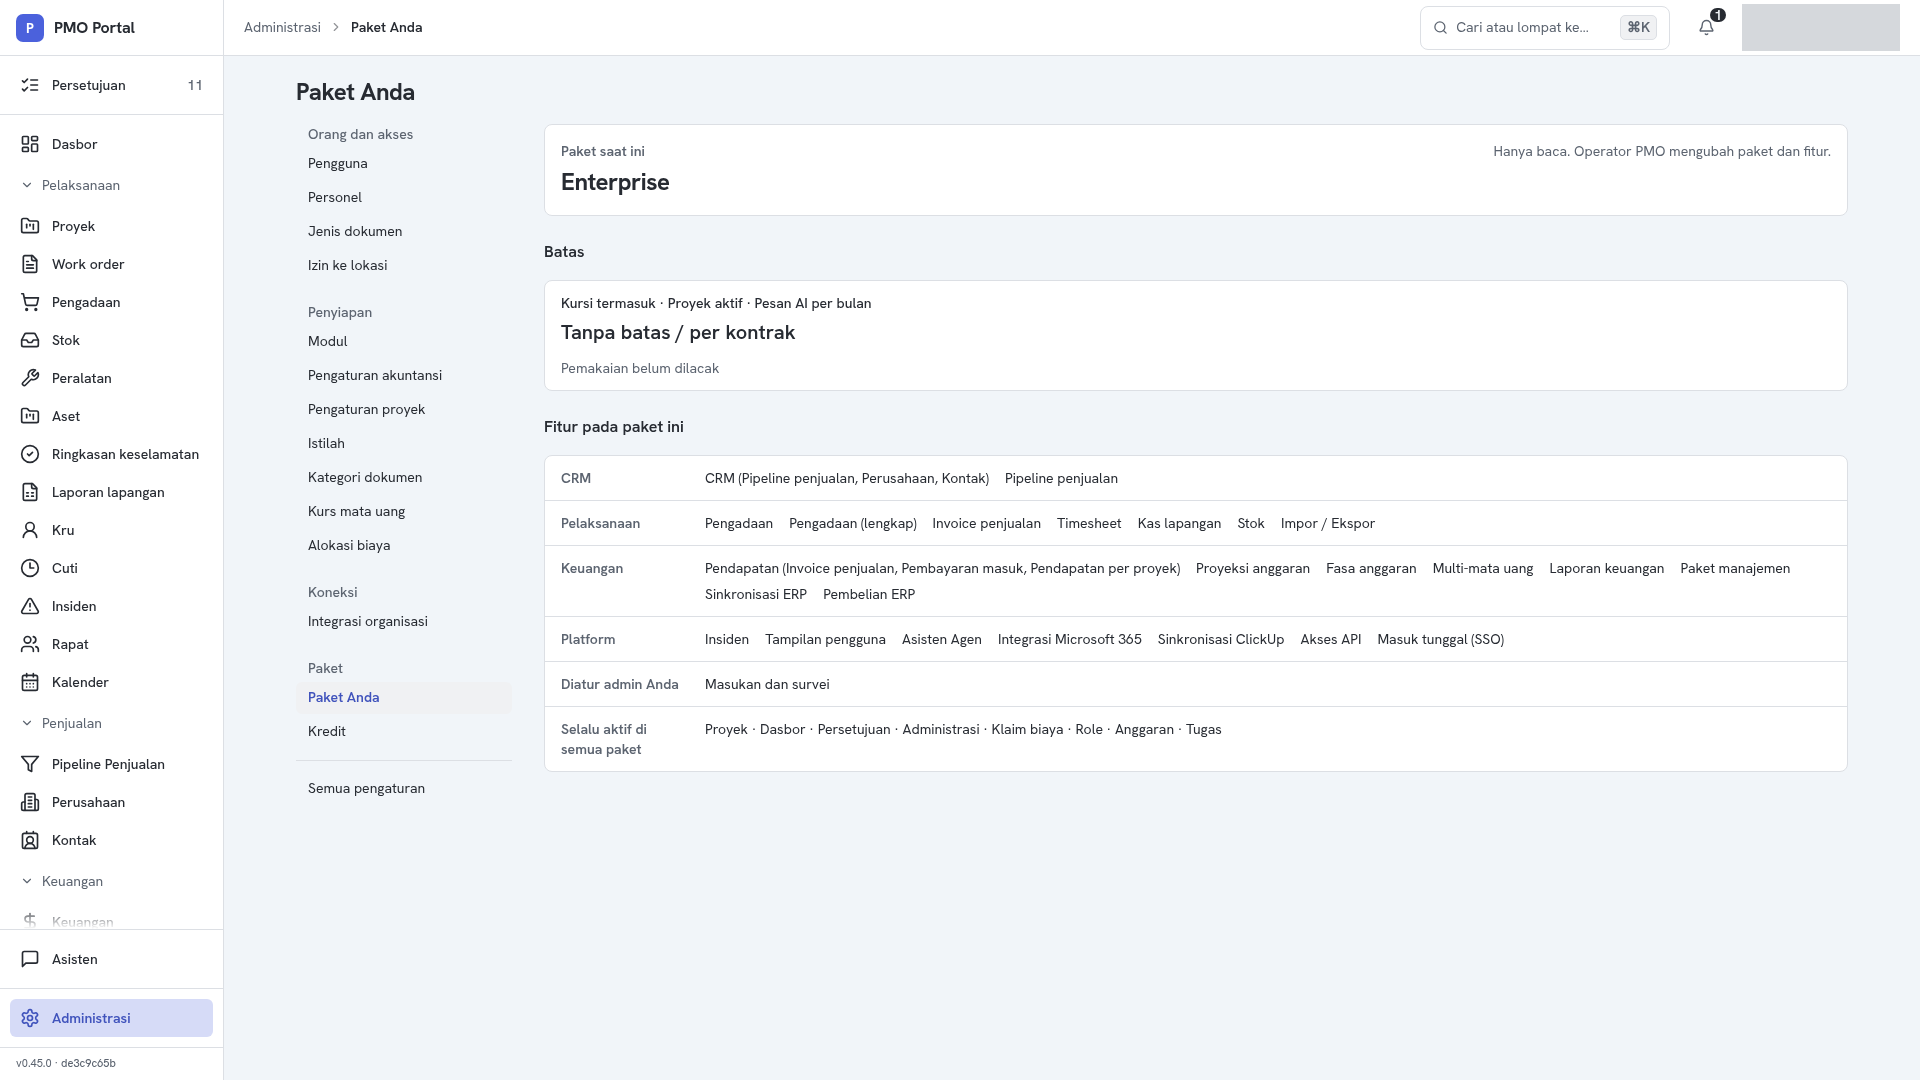 P PMO Portal
Persetujuan 11
Dasbor
Pelaksanaan
Proyek
Work order
Pengadaan
Stok
Peralatan
Aset
Ringkasan keselamatan
Laporan lapangan
Kru
Cuti
Insiden
Rapat
Kalender
Penjualan
Pipeline Penjualan
Perusahaan
Kontak
Keuangan
Keuangan
Asisten
Administrasi
v0.45.0 · de3c9c65b
Administrasi > Paket Anda
Cari atau lompat ke... ⌘K
1
Paket Anda
Orang dan akses
Pengguna
Personel
Jenis dokumen
Izin ke lokasi
Penyiapan
Modul
Pengaturan akuntansi
Pengaturan proyek
Istilah
Kategori dokumen
Kurs mata uang
Alokasi biaya
Koneksi
Integrasi organisasi
Paket
Paket Anda
Kredit
Semua pengaturan
Paket saat ini
Hanya baca. Operator PMO mengubah paket dan fitur.
Enterprise
Batas
Kursi termasuk · Proyek aktif · Pesan AI per bulan
Tanpa batas / per kontrak
Pemakaian belum dilacak
Fitur pada paket ini
CRM CRM (Pipeline penjualan, Perusahaan, Kontak) Pipeline penjualan
Pelaksanaan Pengadaan Pengadaan (lengkap) Invoice penjualan Timesheet Kas lapangan Stok Impor / Ekspor
Keuangan Pendapatan (Invoice penjualan, Pembayaran masuk, Pendapatan per proyek) Proyeksi anggaran Fasa anggaran Multi-mata uang Laporan keuangan Paket manajemen
Sinkronisasi ERP Pembelian ERP
Platform Insiden Tampilan pengguna Asisten Agen Integrasi Microsoft 365 Sinkronisasi ClickUp Akses API Masuk tunggal (SSO)
Diatur admin Anda Masukan dan survei
Selalu aktif di semua paket Proyek · Dasbor · Persetujuan · Administrasi · Klaim biaya · Role · Anggaran · Tugas